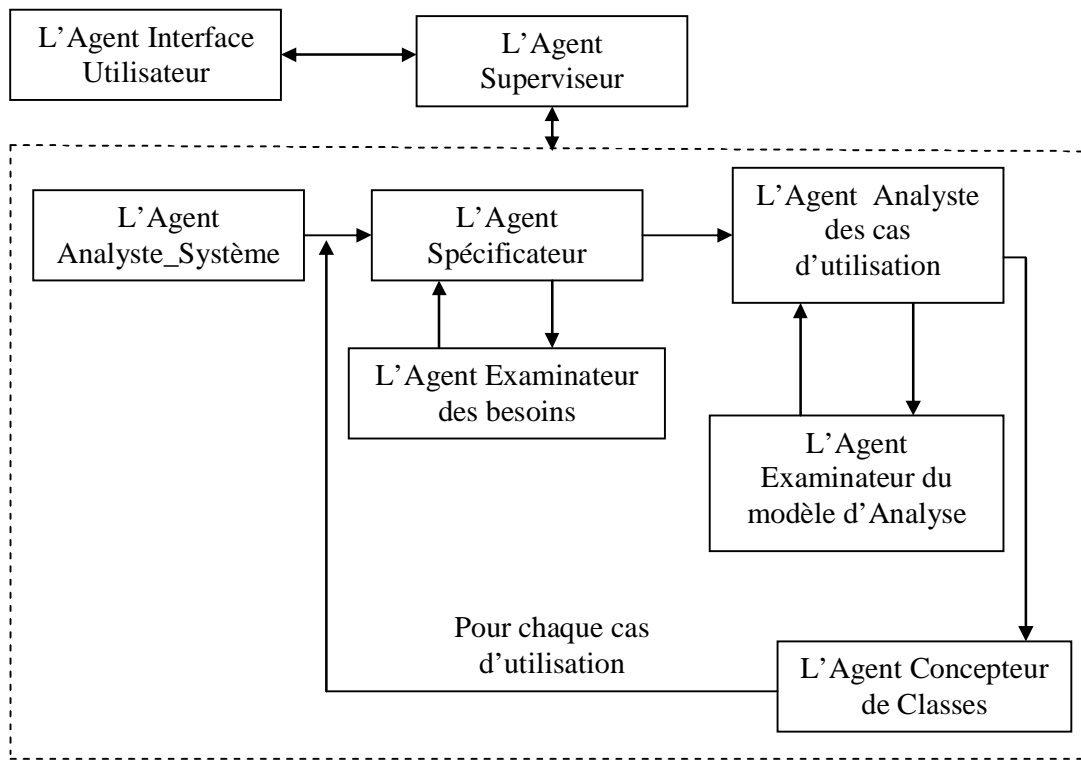 L’Agent Interface
Utilisateur
L’Agent
Superviseur
L’Agent
Analyste_Système
L’Agent
Spécificateur
L’Agent Analyste
des cas
d’utilisation
L’Agent Examinateur
des besoins
L’Agent
Examinateur du
modèle d’Analyse
Pour chaque cas
d’utilisation
L’Agent Concepteur
de Classes